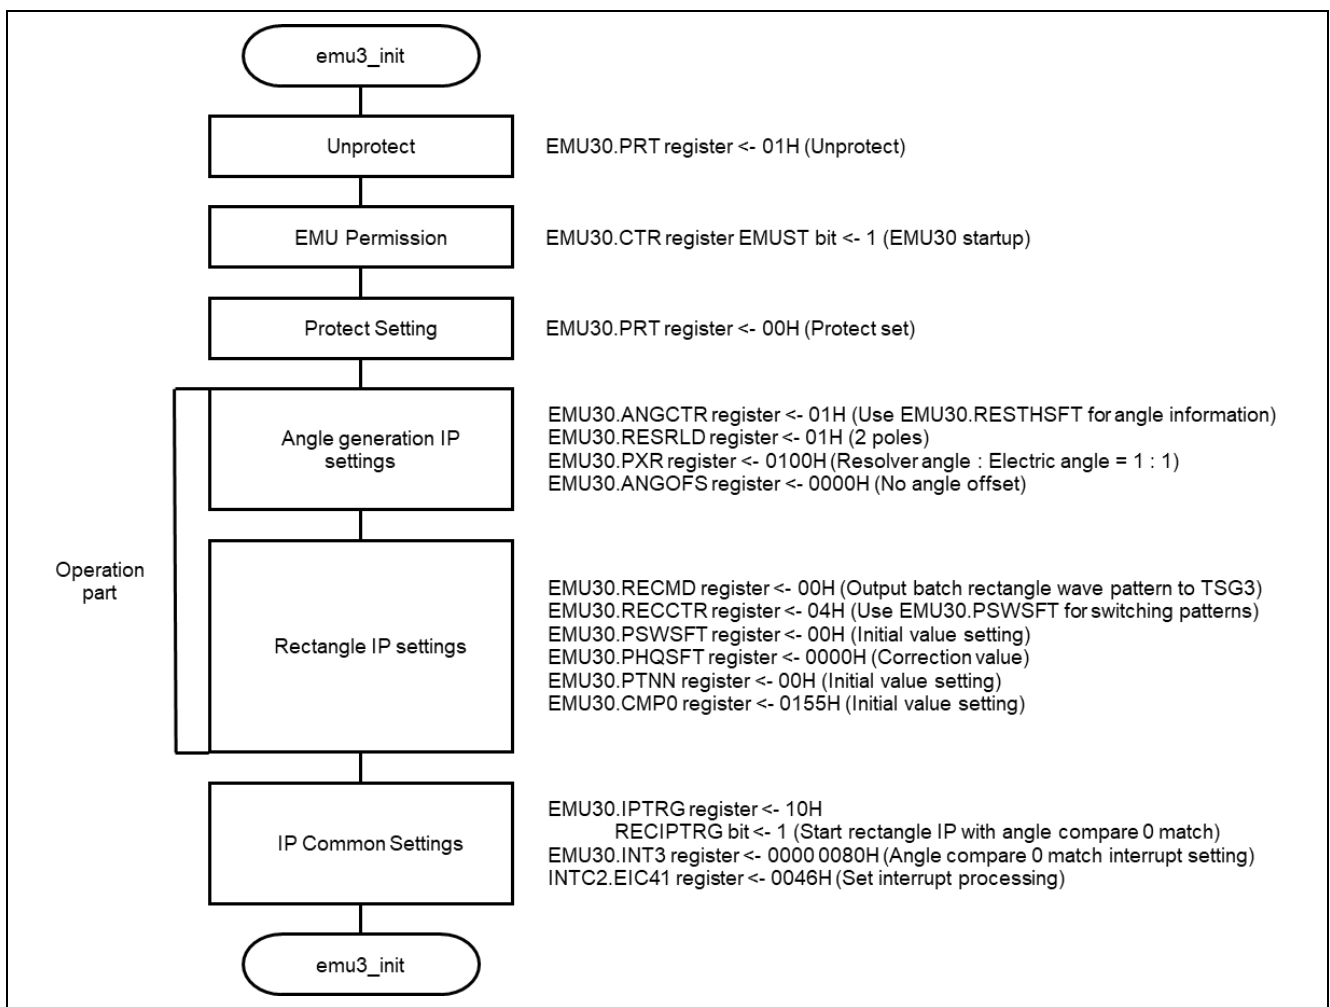 emu3_init
Unprotect
EMU30.PRT register <- 01H (Unprotect)
EMU Permission
EMU30.CTR register EMUST bit <- 1 (EMU30 startup)
Protect Setting
EMU30.PRT register <- 00H (Protect set)
Operation
part
Angle generation IP
settings
EMU30.ANGCTR register <- 01H (Use EMU30.RESTHSFT for angle information)
EMU30.RESRLD register <- 01H (2 poles)
EMU30.PXR register <- 0100H (Resolver angle : Electric angle = 1 : 1)
EMU30.ANGOFS register <- 0000H (No angle offset)
Rectangle IP settings
EMU30.RECMD register <- 00H (Output batch rectangle wave pattern to TSG3)
EMU30.RECCTR register <- 04H (Use EMU30.PSWSFT for switching patterns)
EMU30.PSWSFT register <- 00H (Initial value setting)
EMU30.PHQSFT register <- 0000H (Correction value)
EMU30.PTNN register <- 00H (Initial value setting)
EMU30.CMP0 register <- 0155H (Initial value setting)
IP Common Settings
EMU30.IPTRG register <- 10H
RECIPTRG bit <- 1 (Start rectangle IP with angle compare 0 match)
EMU30.INT3 register <- 0000 0080H (Angle compare 0 match interrupt setting)
INTC2.EIC41 register <- 0046H (Set interrupt processing)
emu3_init